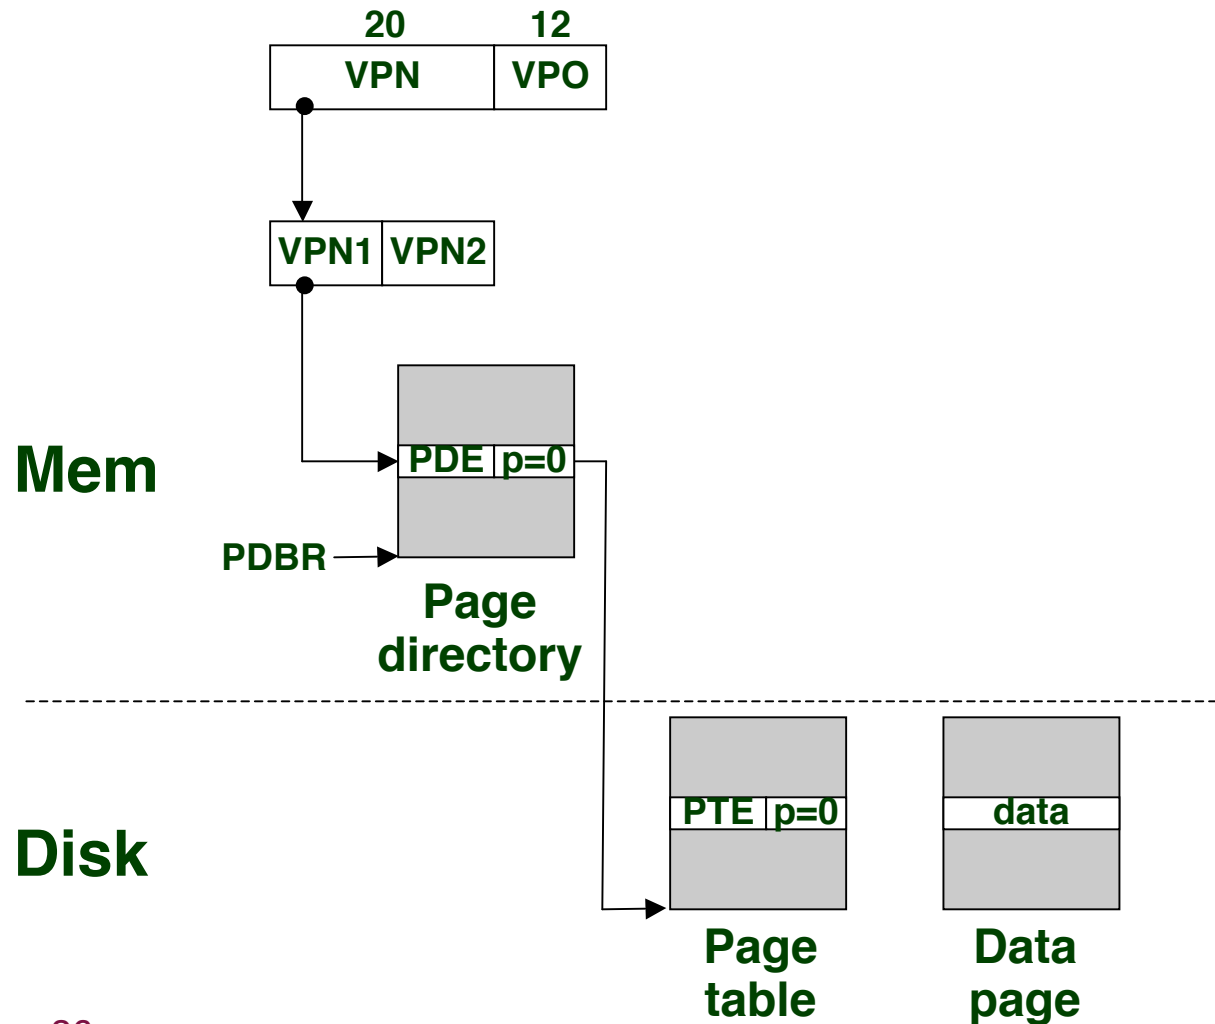 20 12
VPN VPO
VPN1 VPN2
Mem
PDE p=0
PDBR
Page
directory
PTE p=0
data
Disk
Page
table
Data
page